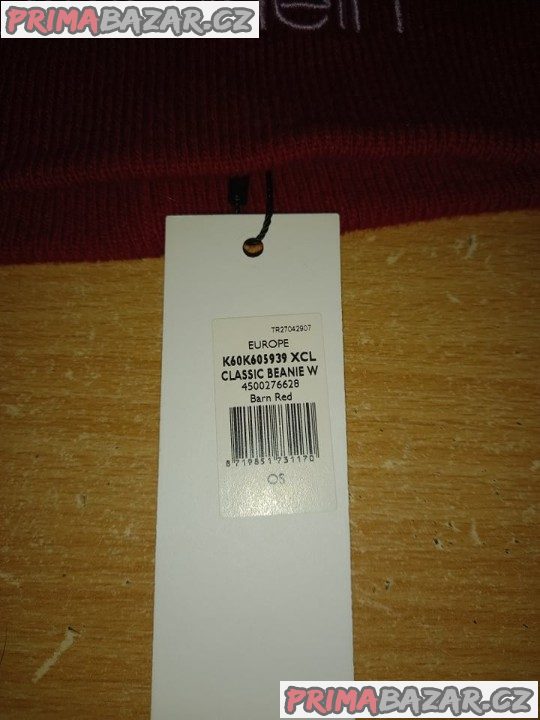 PRIMABAZAR.CZ
TR27042907
EUROPE
K60K605939 XCL
CLASSIC BEANIE W
4500276628
Barn Red
8 719851 731170
OS
PRIMABAZAR.CZ